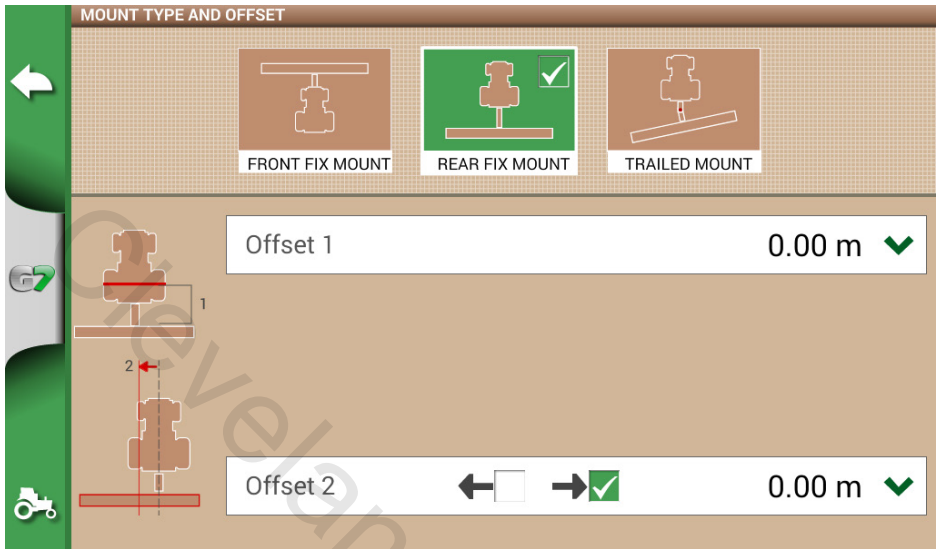 MOUNT TYPE AND OFFSET
FRONT FIX MOUNT
REAR FIX MOUNT
TRAILED MOUNT
G7
Offset 1
0.00 m
1
2
Offset 2
0.00 m
Clevelan